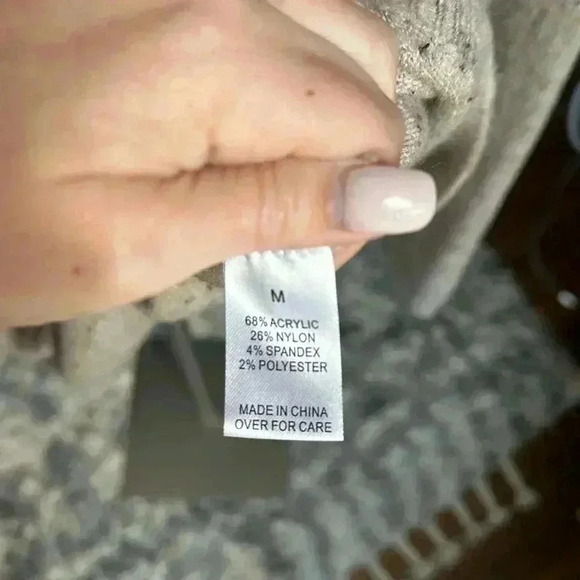 M
68% ACRYLIC
26% NYLON
4% SPANDEX
2% POLYESTER
MADE IN CHINA
OVER FOR CARE